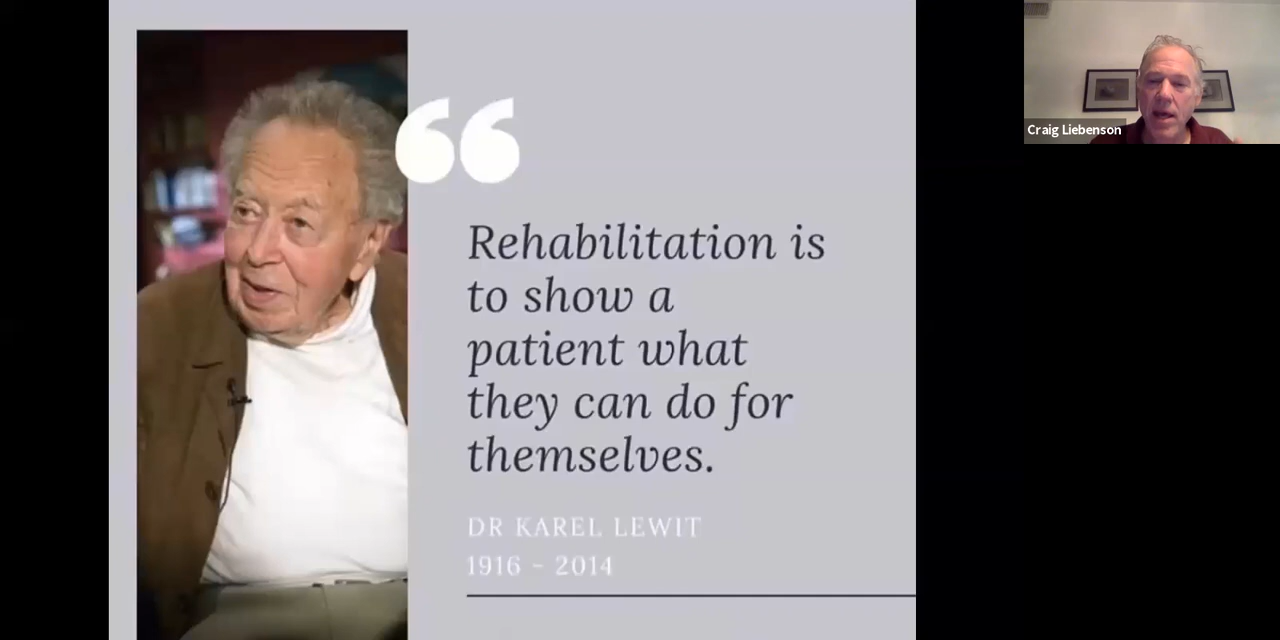 “
Rehabilitation is
to show a
patient what
they can do for
themselves.
DR KAREL LEWIT
1916 - 2014
Craig Liebenson